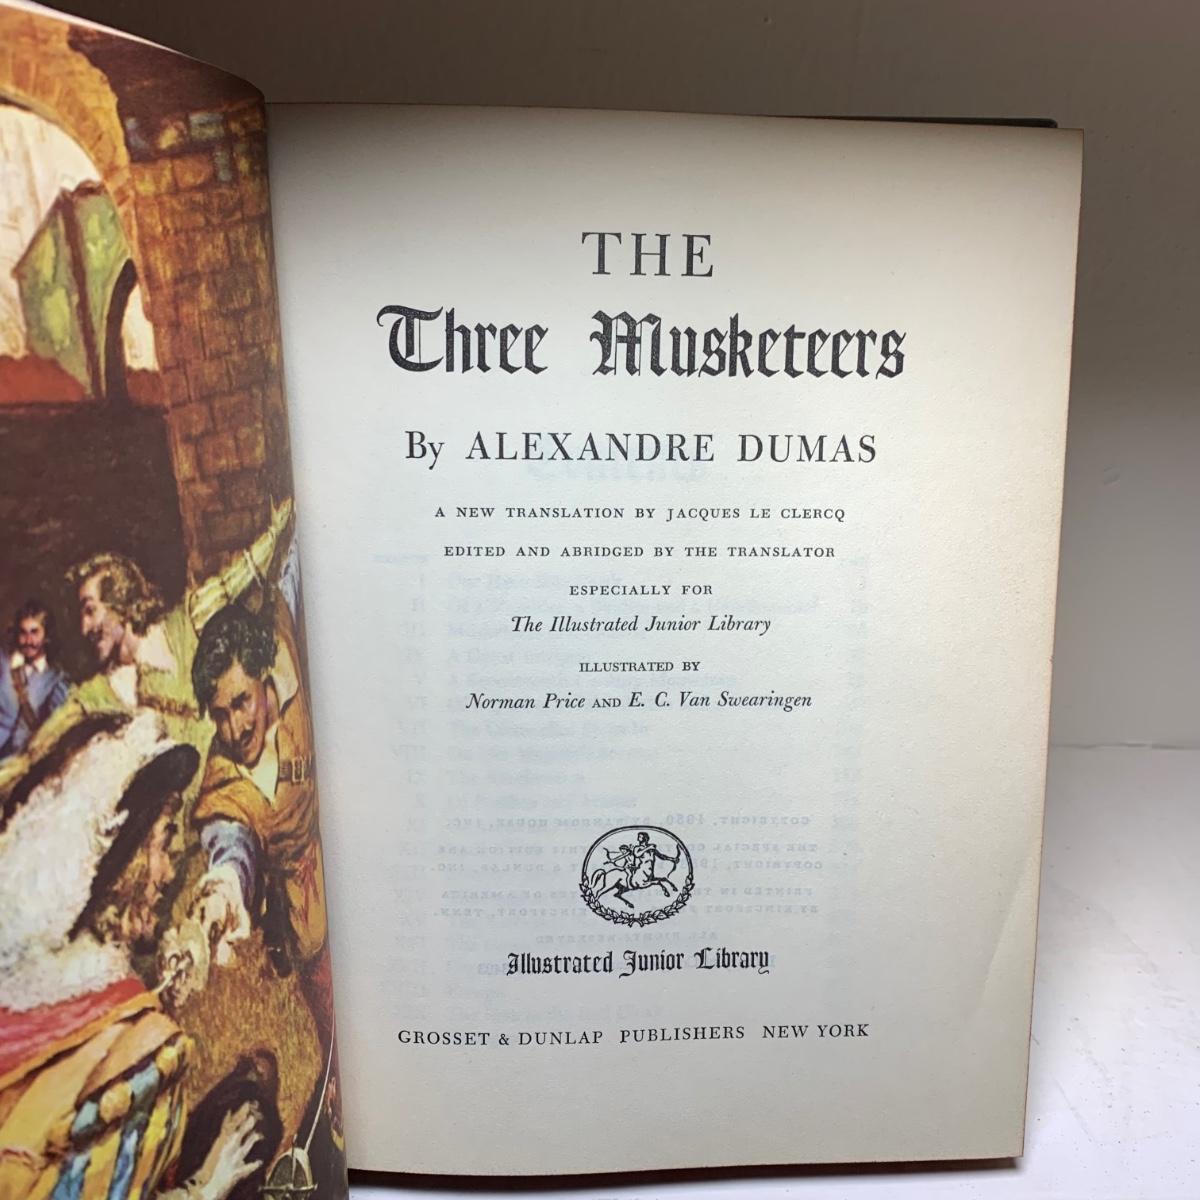 THE
Three Musketeers
By ALEXANDRE DUMAS
A NEW TRANSLATION BY JACQUES LE CLERCQ
EDITED AND ABRIDGED BY THE TRANSLATOR
ESPECIALLY FOR
The Illustrated Junior Library
ILLUSTRATED BY
Norman Price AND E. C. Van Swearingen
Illustrated Junior Library
GROSSET & DUNLAP PUBLISHERS NEW YORK